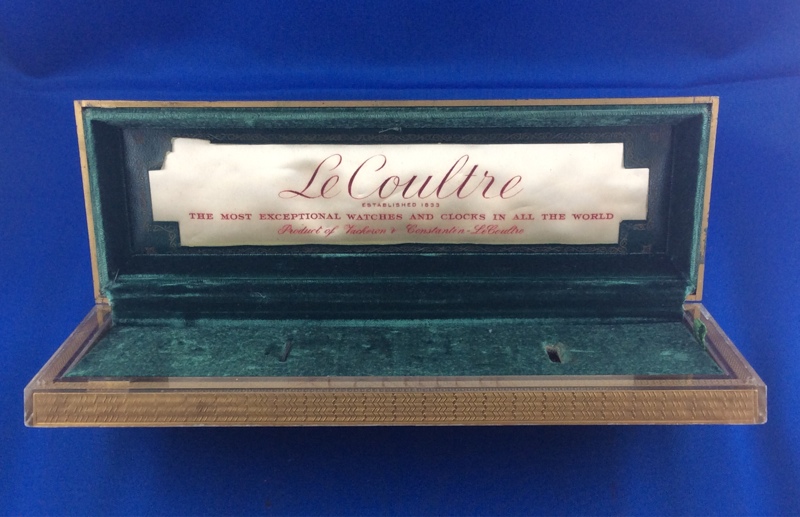 LeCoultre
ESTABLISHED 1833
THE MOST EXCEPTIONAL WATCHES AND CLOCKS IN ALL THE WORLD
Product of Vacheron & Constantin-LeCoultre